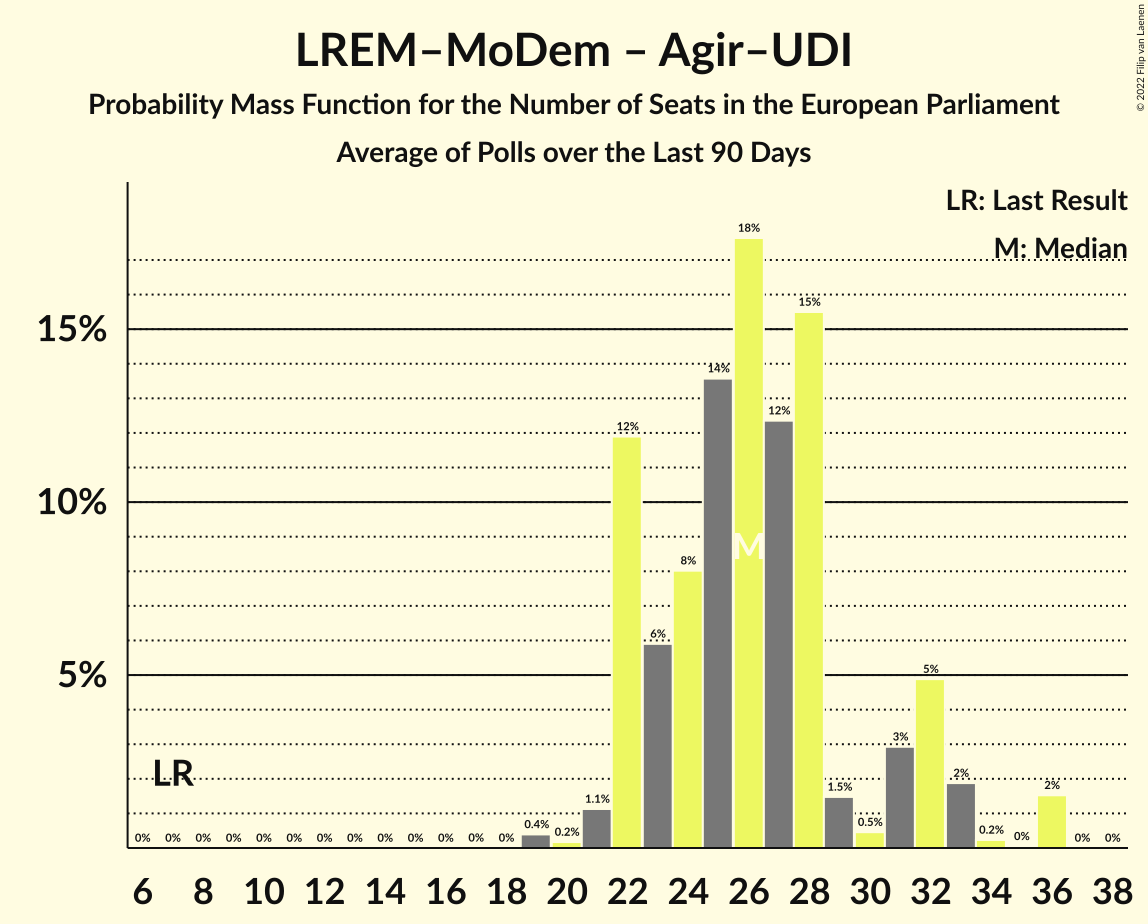 LREM–MoDem – Agir–UDI
Probability Mass Function for the Number of Seats in the European Parliament
Average of Polls over the Last 90 Days
© 2022 Filip van Laenen
LR: Last Result
M: Median
15%
10%
5%
LR
M
0% 0% 0% 0% 0% 0% 0% 0% 0% 0% 0% 0% 0% 0.4% 0.2% 1.1% 12% 6% 8% 14% 18% 12% 15% 1.5% 0.5% 3% 5% 2% 0.2% 0% 2% 0% 0%
6 8 10 12 14 16 18 20 22 24 26 28 30 32 34 36 38